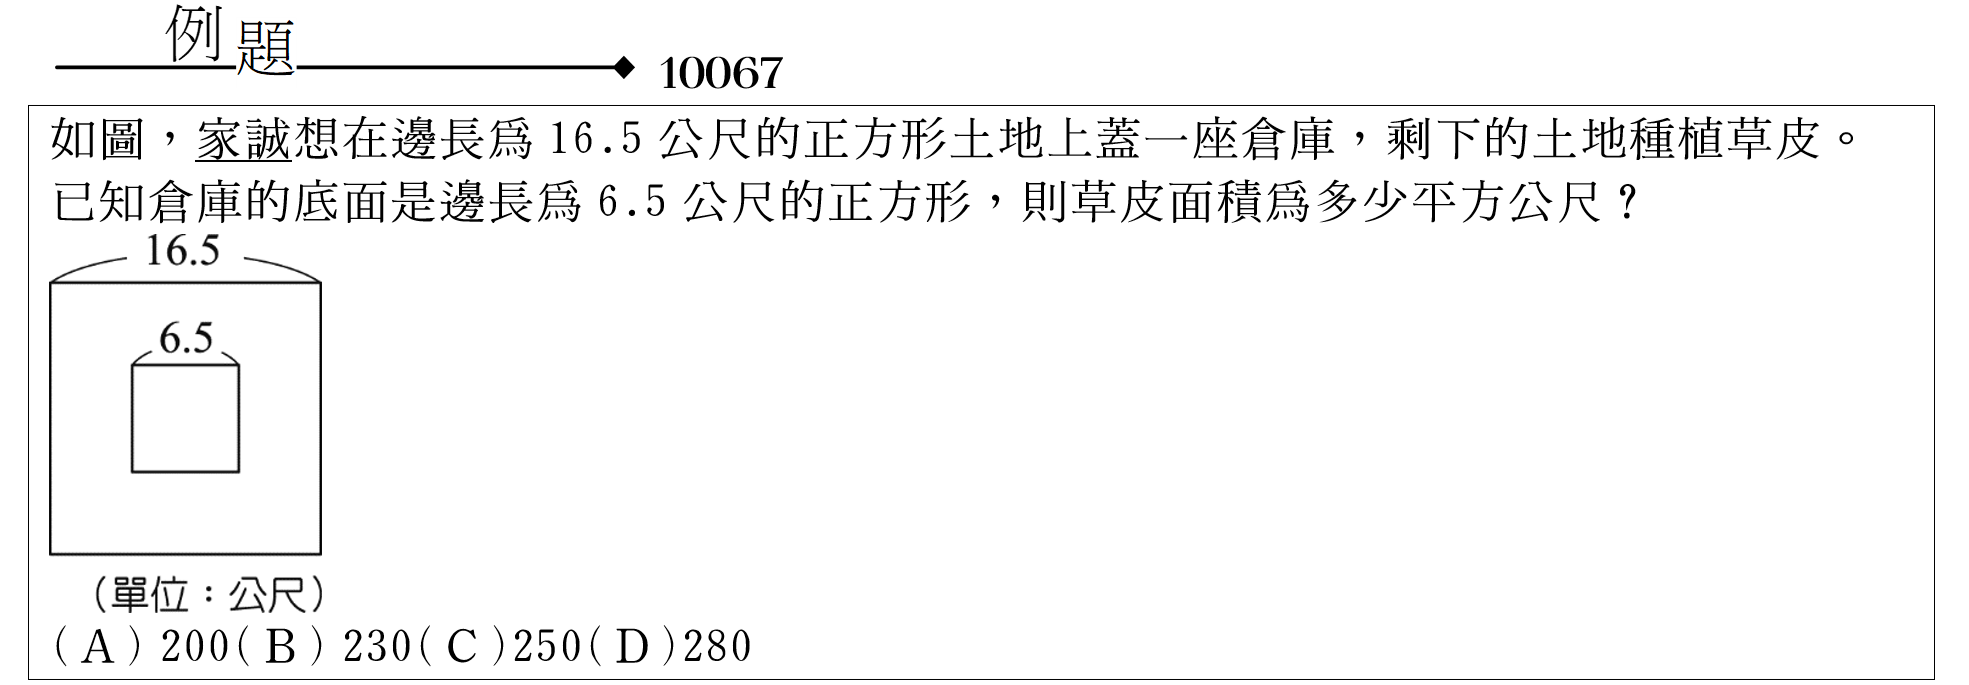 例題 10067
如圖，家誠想在邊長爲 16.5 公尺的正方形土地上蓋一座倉庫，剩下的土地種植草皮。
已知倉庫的底面是邊長爲 6.5 公尺的正方形，則草皮面積爲多少平方公尺？
16.5
6.5
（單位：公尺）
(A) 200(B) 230(C)250(D)280